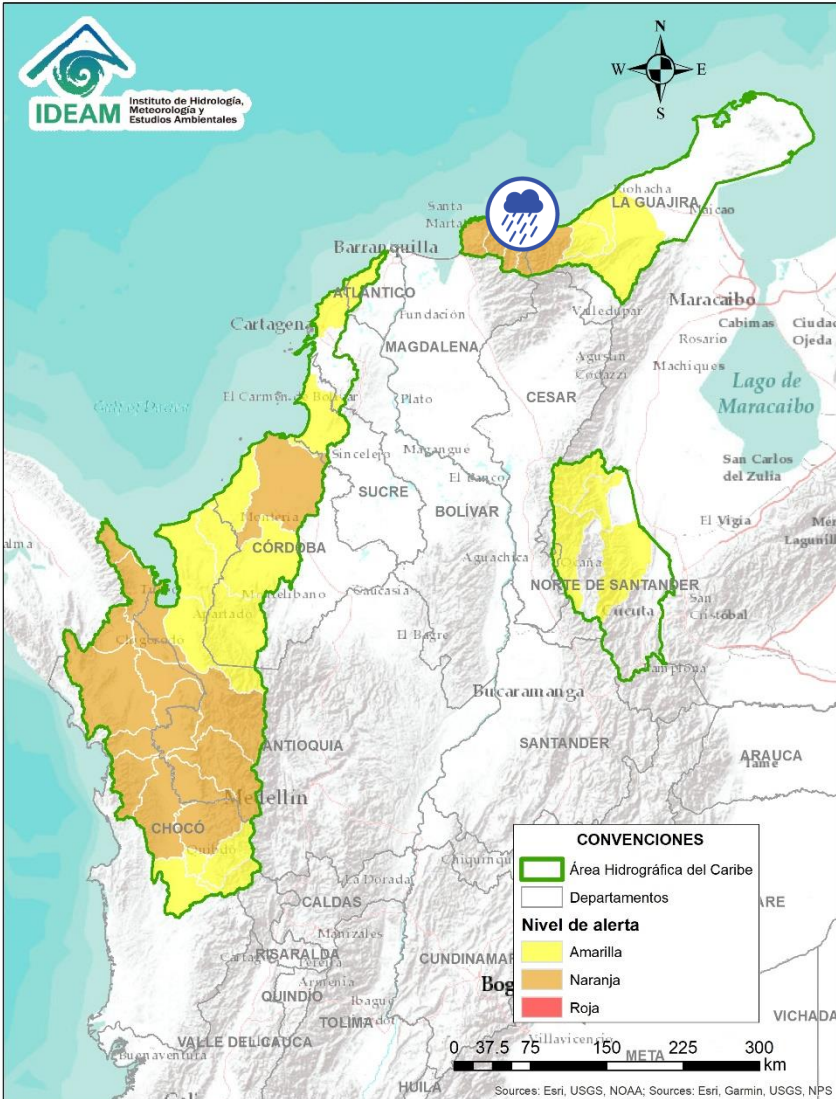 IDEAM
Instituto de Hidrología,
Meteorología y
Estudios Ambientales
N
W
E
S
Santa
Marta
Barranquilla
ATLÁNTICO
Cartagena
LA GUAJIRA
Maicao
Maracaibo
Cabimas
Ciudad
Ojeda
Rosario
Machiques
Lago de
Maracaibo
Fundación
Valledupar
MAGDALENA
Agustín
Codazzi
CESAR
El Carmen de Bolívar
Plato
San Carlos
del Zulia
Sincelejo
Magangué
SUCRE
El Banco
BOLÍVAR
El Vigía
Montería
CÓRDOBA
Aguachica
Ocaña
NORTE DE SANTANDER
San
Cristóbal
Montelíbano
Caucasia
Turbo
Apartadó
Cúcuta
Chigorodó
El Bagre
Pamplona
Bucaramanga
ANTIOQUIA
SANTANDER
ARAUCA
Tame
Medellín
CHOCÓ
Quibdó
La Dorada
CALDAS
Manizales
RISARALDA
Pereira
Armenia
QUINDÍO
Ibagué
TOLIMA
VALLE DEL CAUCA
Buenaventura
HUILA
Villavicencio
META
VICHADA
CONVENCIONES
Área Hidrográfica del Caribe
Departamentos
Nivel de alerta
Amarilla
Naranja
Roja
0 37.5 75 150 225 300
km
Sources: Esri, USGS, NOAA; Sources: Esri, Garmin, USGS, NPS